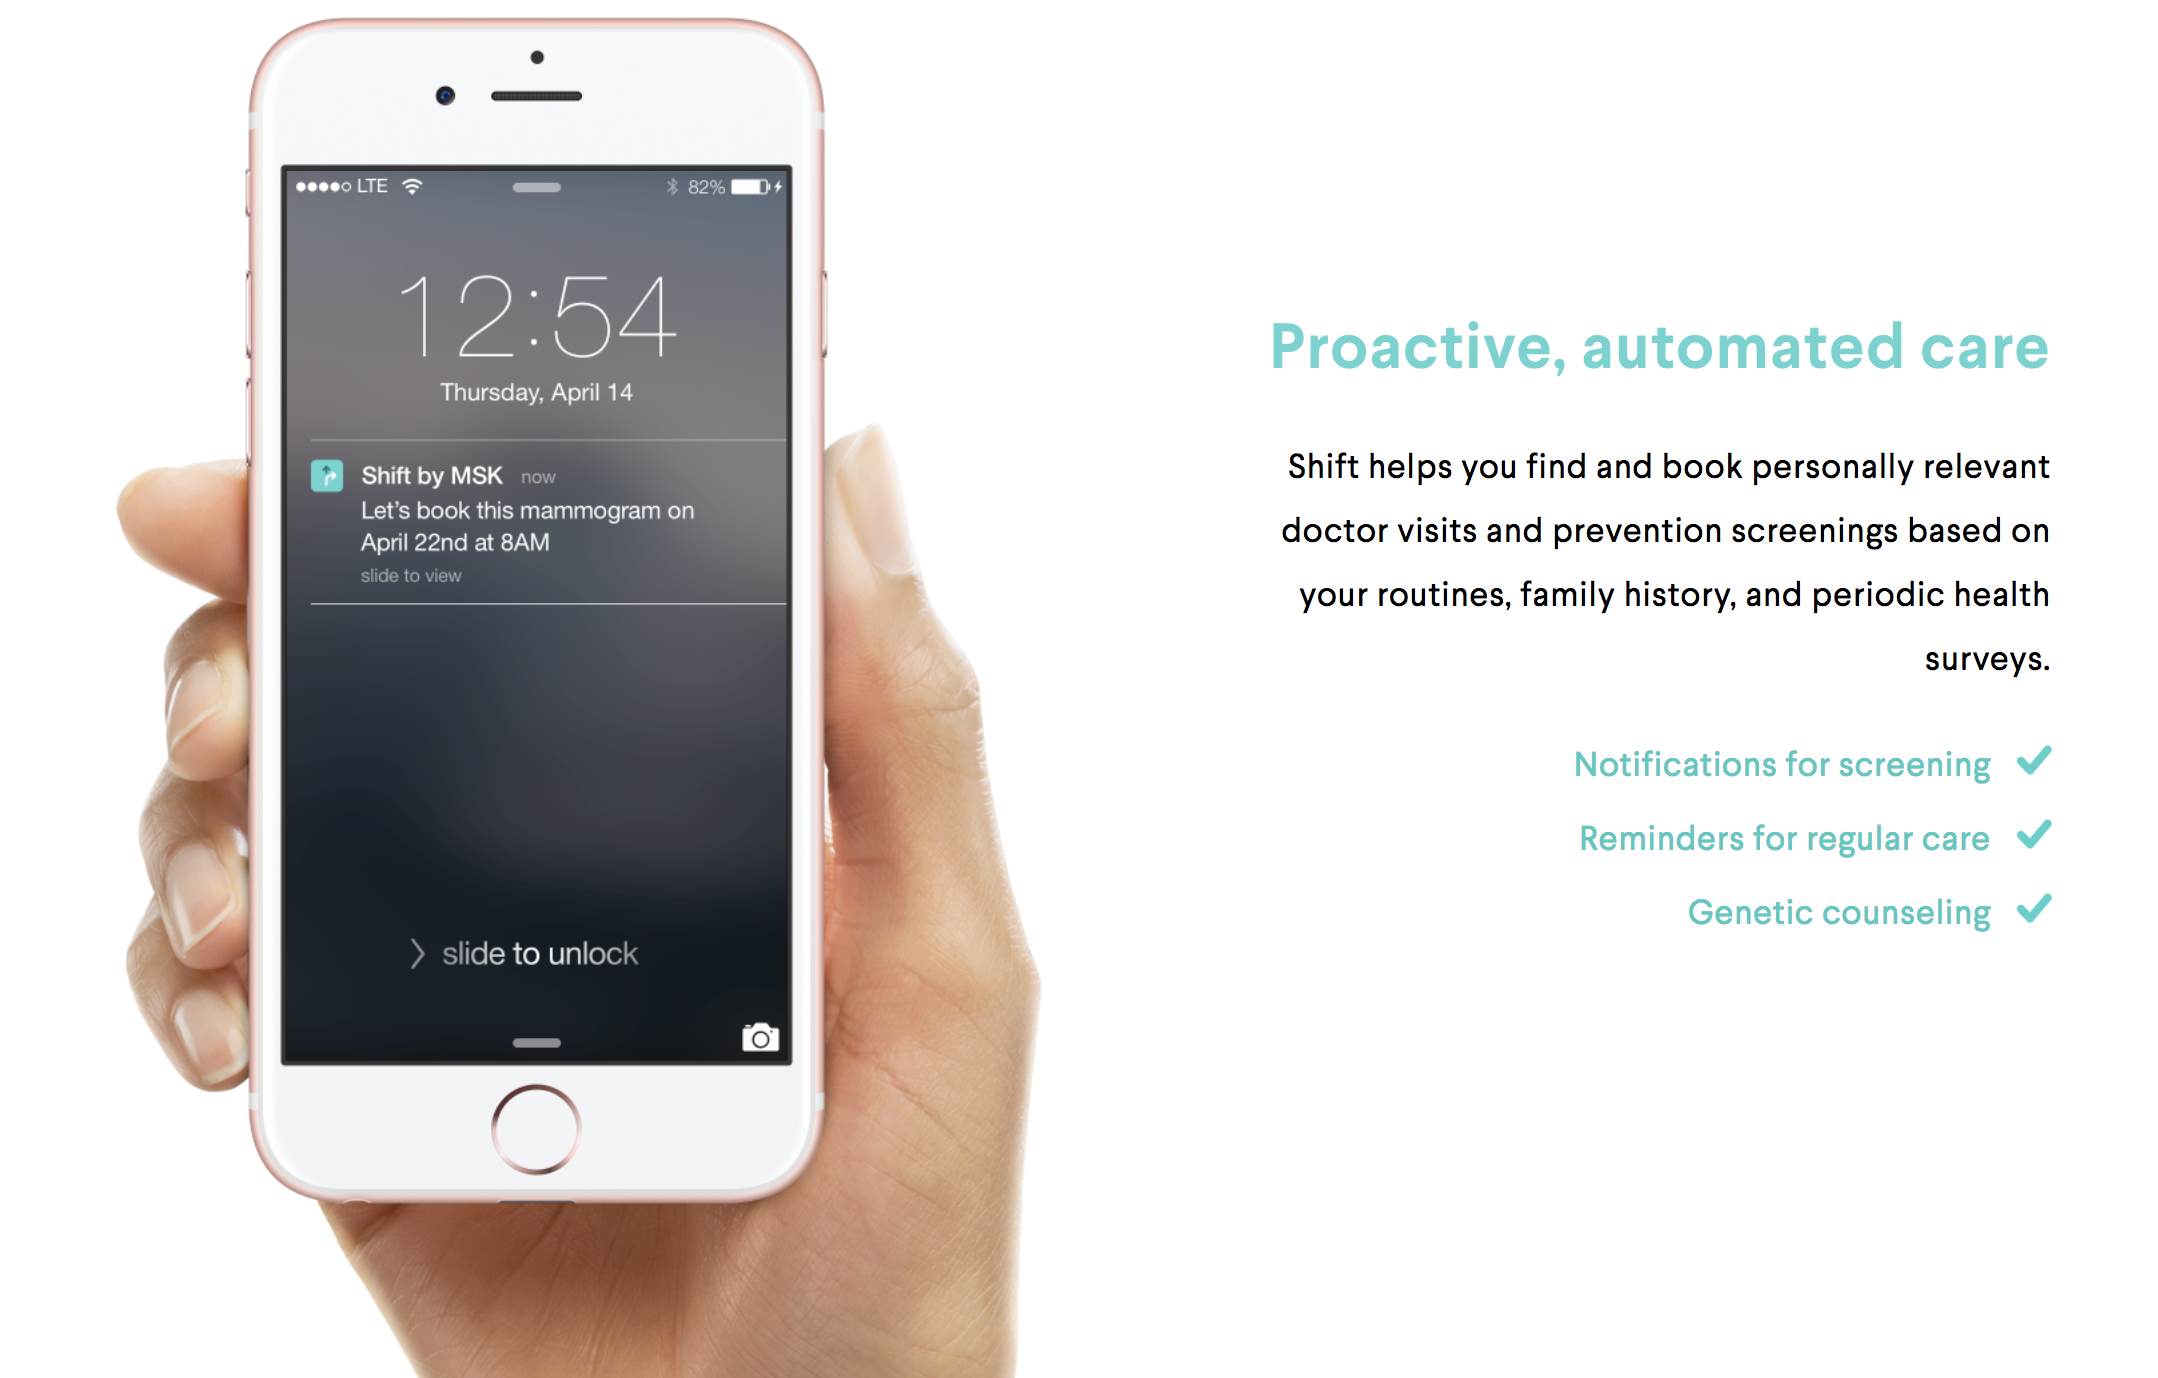 LTE
82%
12:54
Thursday, April 14
Shift by MSK now
Let's book this mammogram on
April 22nd at 8AM
slide to view
slide to unlock
Proactive, automated care
Shift helps you find and book personally relevant
doctor visits and prevention screenings based on
your routines, family history, and periodic health
surveys.
Notifications for screening
Reminders for regular care
Genetic counseling